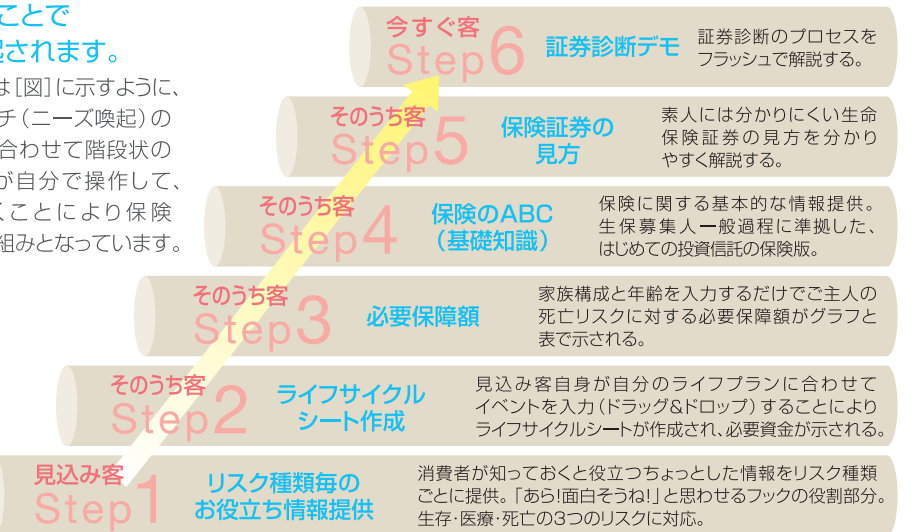 ことで
起されます。
は[図]に示すように、
チ(ニーズ喚起)の
合わせて階段状の
が自分で操作して、
くことにより保険
組みとなっています。
今すぐ客
Step6
証券診断デモ
証券診断のプロセスを
フラッシュで解説する。
そのうち客
Step5
保険証券の
見方
素人には分かりにくい生命
保険証券の見方を分かり
やすく解説する。
そのうち客
Step4
保険のABC
(基礎知識)
保険に関する基本的な情報提供。
生保募集人一般過程に準拠した、
はじめての投資信託の保険版。
そのうち客
Step3
必要保障額
家族構成と年齢を入力するだけでご主人の
死亡リスクに対する必要保障額がグラフと
表で示される。
そのうち客
Step2
ライフサイクル
シート作成
見込み客自身が自分のライフプランに合わせて
イベントを入力(ドラッグ&ドロップ)することにより
ライフサイクルシートが作成され、必要資金が示される。
見込み客
Step1
リスク種類毎の
お役立ち情報提供
消費者が知っておくと役立つちょっとした情報をリスク種類
ごとに提供。「あら!面白そうね!」と思わせるフックの役割部分。
生存・医療・死亡の3つのリスクに対応。